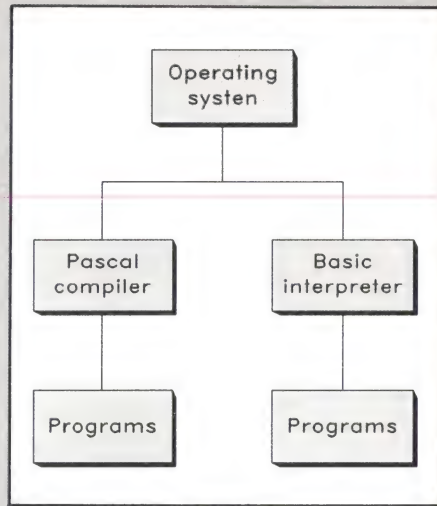 Operating
systen
Pascal
compiler
Basic
interpreter
Programs
Programs